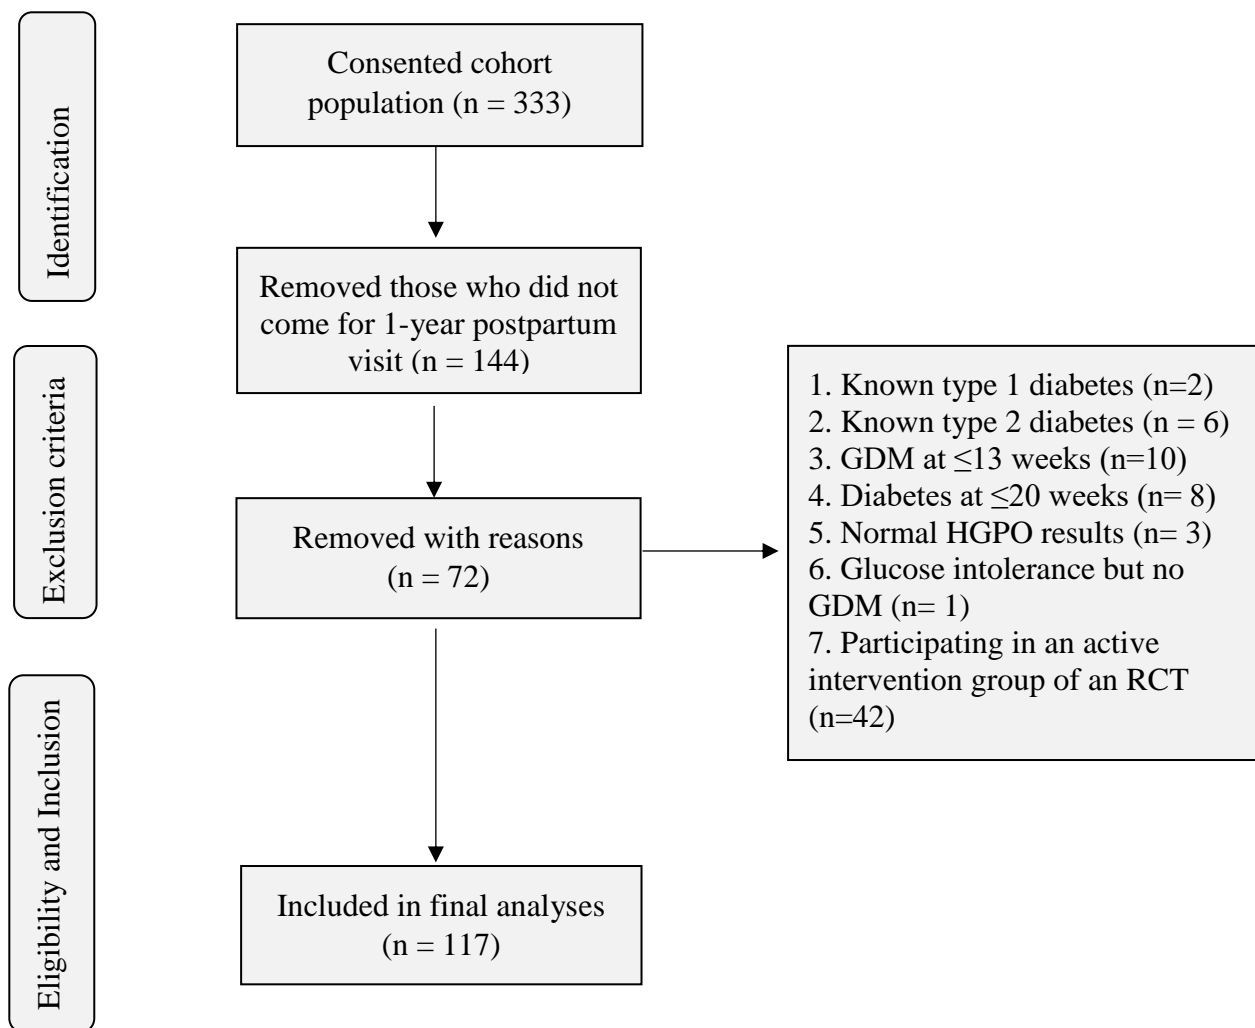 Identification
Consented cohort
population (n = 333)
Removed those who did not
come for 1-year postpartum
visit (n = 144)
Exclusion criteria
Removed with reasons
(n = 72)
1. Known type 1 diabetes (n=2)
2. Known type 2 diabetes (n = 6)
3. GDM at ≤13 weeks (n=10)
4. Diabetes at ≤20 weeks (n= 8)
5. Normal HGPO results (n= 3)
6. Glucose intolerance but no
GDM (n= 1)
7. Participating in an active
intervention group of an RCT
(n=42)
Eligibility and Inclusion
Included in final analyses
(n = 117)